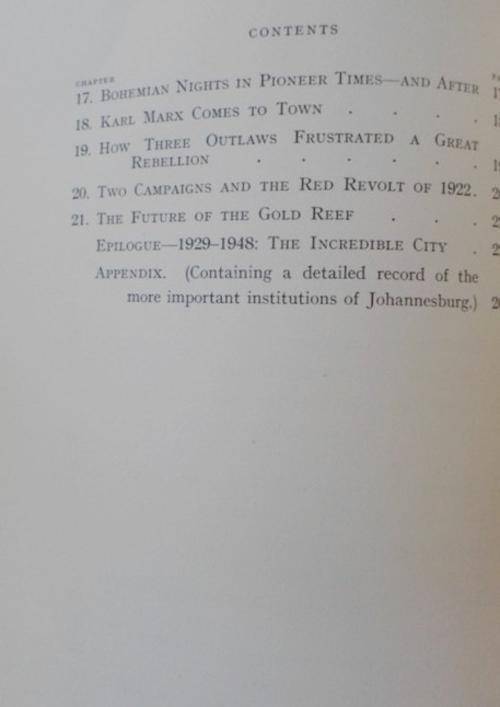 CONTENTS
CHAPTER
17. BOHEMIAN NIGHTS IN PIONEER TIMES—AND AFTER
18. KARL MARX COMES TO TOWN . . . .
19. HOW THREE OUTLAWS FRUSTRATED A GREAT
REBELLION . . . . . .
20. TWO CAMPAIGNS AND THE RED REVOLT OF 1922.
21. THE FUTURE OF THE GOLD REEF . . .
EPILOGUE—1929–1948: THE INCREDIBLE CITY .
APPENDIX. (Containing a detailed record of the
more important institutions of Johannesburg.)